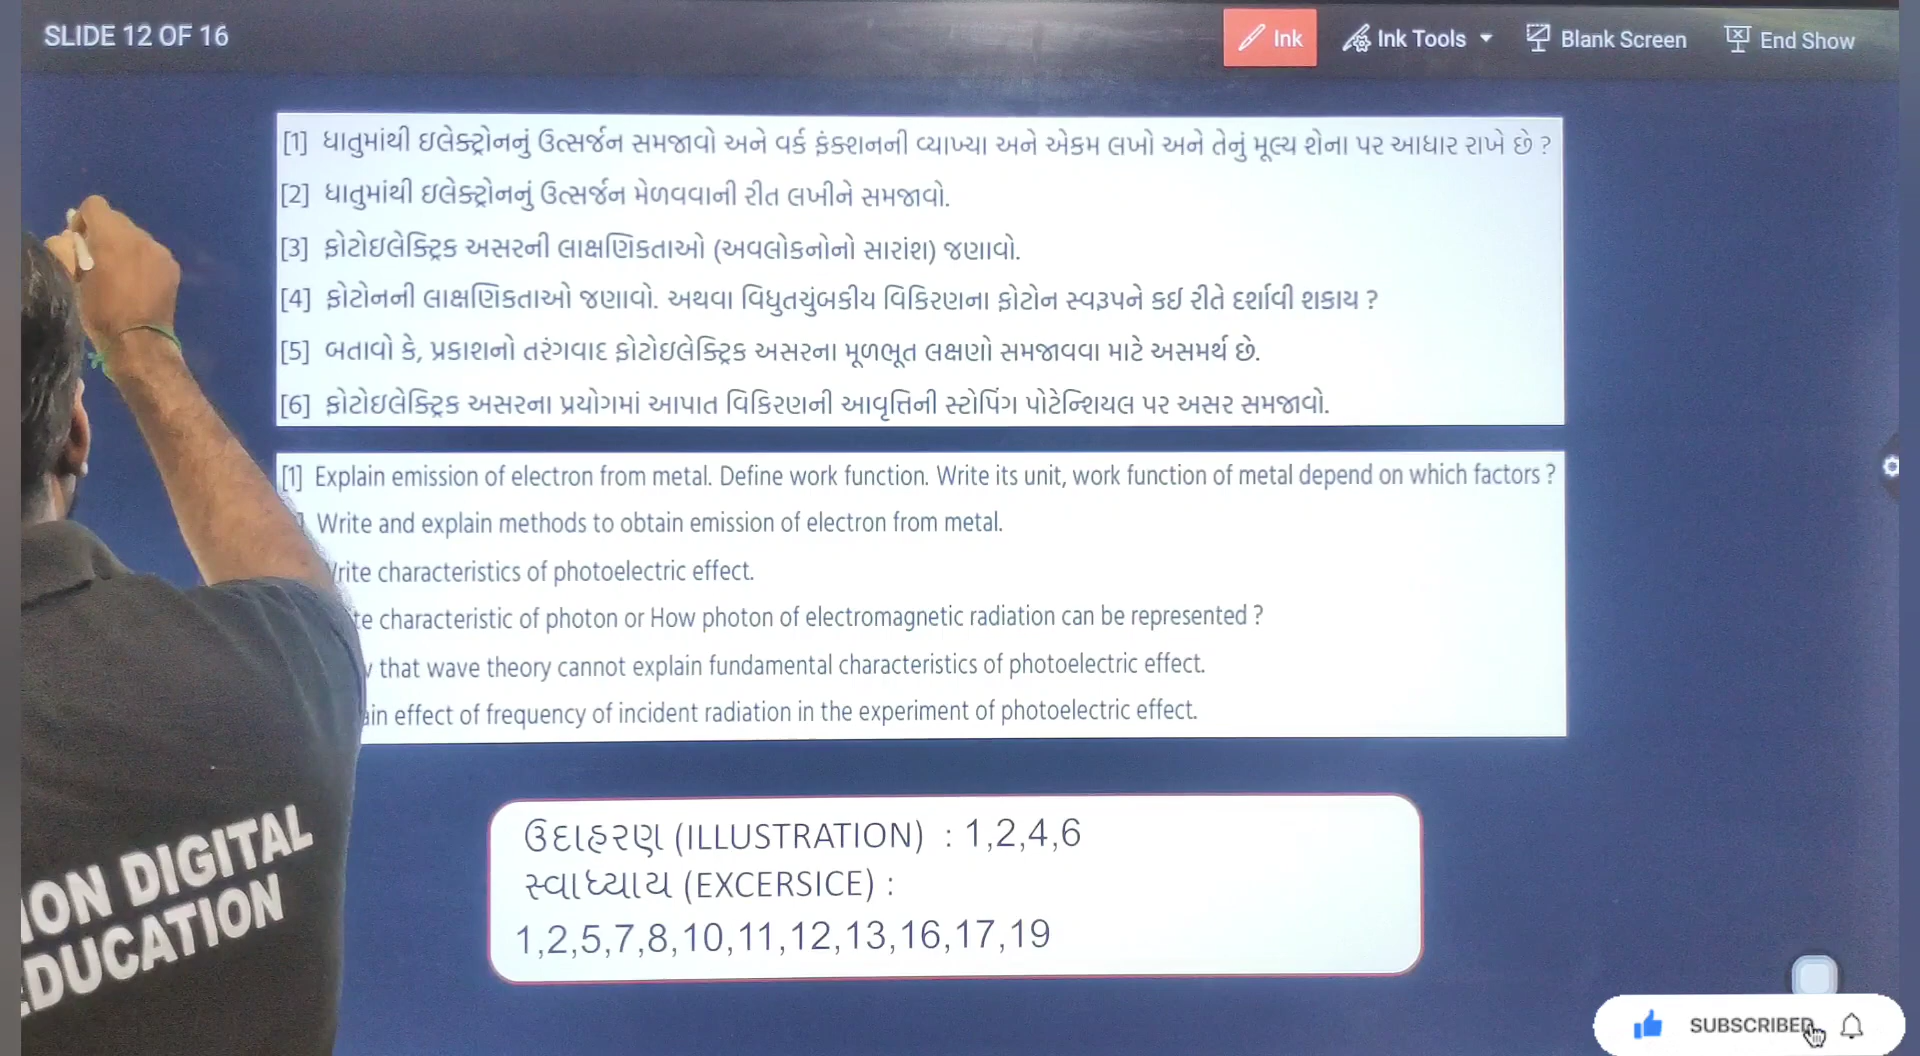 SLIDE 12 OF 16
Ink Ink Tools Blank Screen End Show
[1] ધાતુમાંથી ઇલેક્ટ્રોનનું ઉત્સર્જન સમજાવો અને વર્ક ફંક્શનની વ્યાખ્યા અને એકમ લખો અને તેનું મૂલ્ય શેના પર આધાર રાખે છે ?
[2] ધાતુમાંથી ઇલેક્ટ્રોનનું ઉત્સર્જન મેળવવાની રીત લખીને સમજાવો.
[3] ફોટોઇલેક્ટ્રિક અસરની લાક્ષણિકતાઓ (અવલોકનોનો સારાંશ) જણાવો.
[4] ફોટોનની લાક્ષણિકતાઓ જણાવો. અથવા વિધુતચુંબકીય વિકિરણના ફોટોન સ્વરૂપને કઈ રીતે દર્શાવી શકાય ?
[5] બતાવો કે, પ્રકાશનો તરંગવાદ ફોટોઇલેક્ટ્રિક અસરના મૂળભૂત લક્ષણો સમજાવવા માટે અસમર્થ છે.
[6] ફોટોઇલેક્ટ્રિક અસરના પ્રયોગમાં આપાત વિકિરણની આવૃત્તિની સ્ટોપિંગ પોટેન્શિયલ પર અસર સમજાવો.
[1] Explain emission of electron from metal. Define work function. Write its unit, work function of metal depend on which factors ?
Write and explain methods to obtain emission of electron from metal.
rite characteristics of photoelectric effect.
te characteristic of photon or How photon of electromagnetic radiation can be represented ?
that wave theory cannot explain fundamental characteristics of photoelectric effect.
ain effect of frequency of incident radiation in the experiment of photoelectric effect.
ઉદાહરણ (ILLUSTRATION) : 1,2,4,6
સ્વાધ્યાય (EXCERSICE) :
1,2,5,7,8,10,11,12,13,16,17,19
ION DIGITAL
EDUCATION
SUBSCRIBED